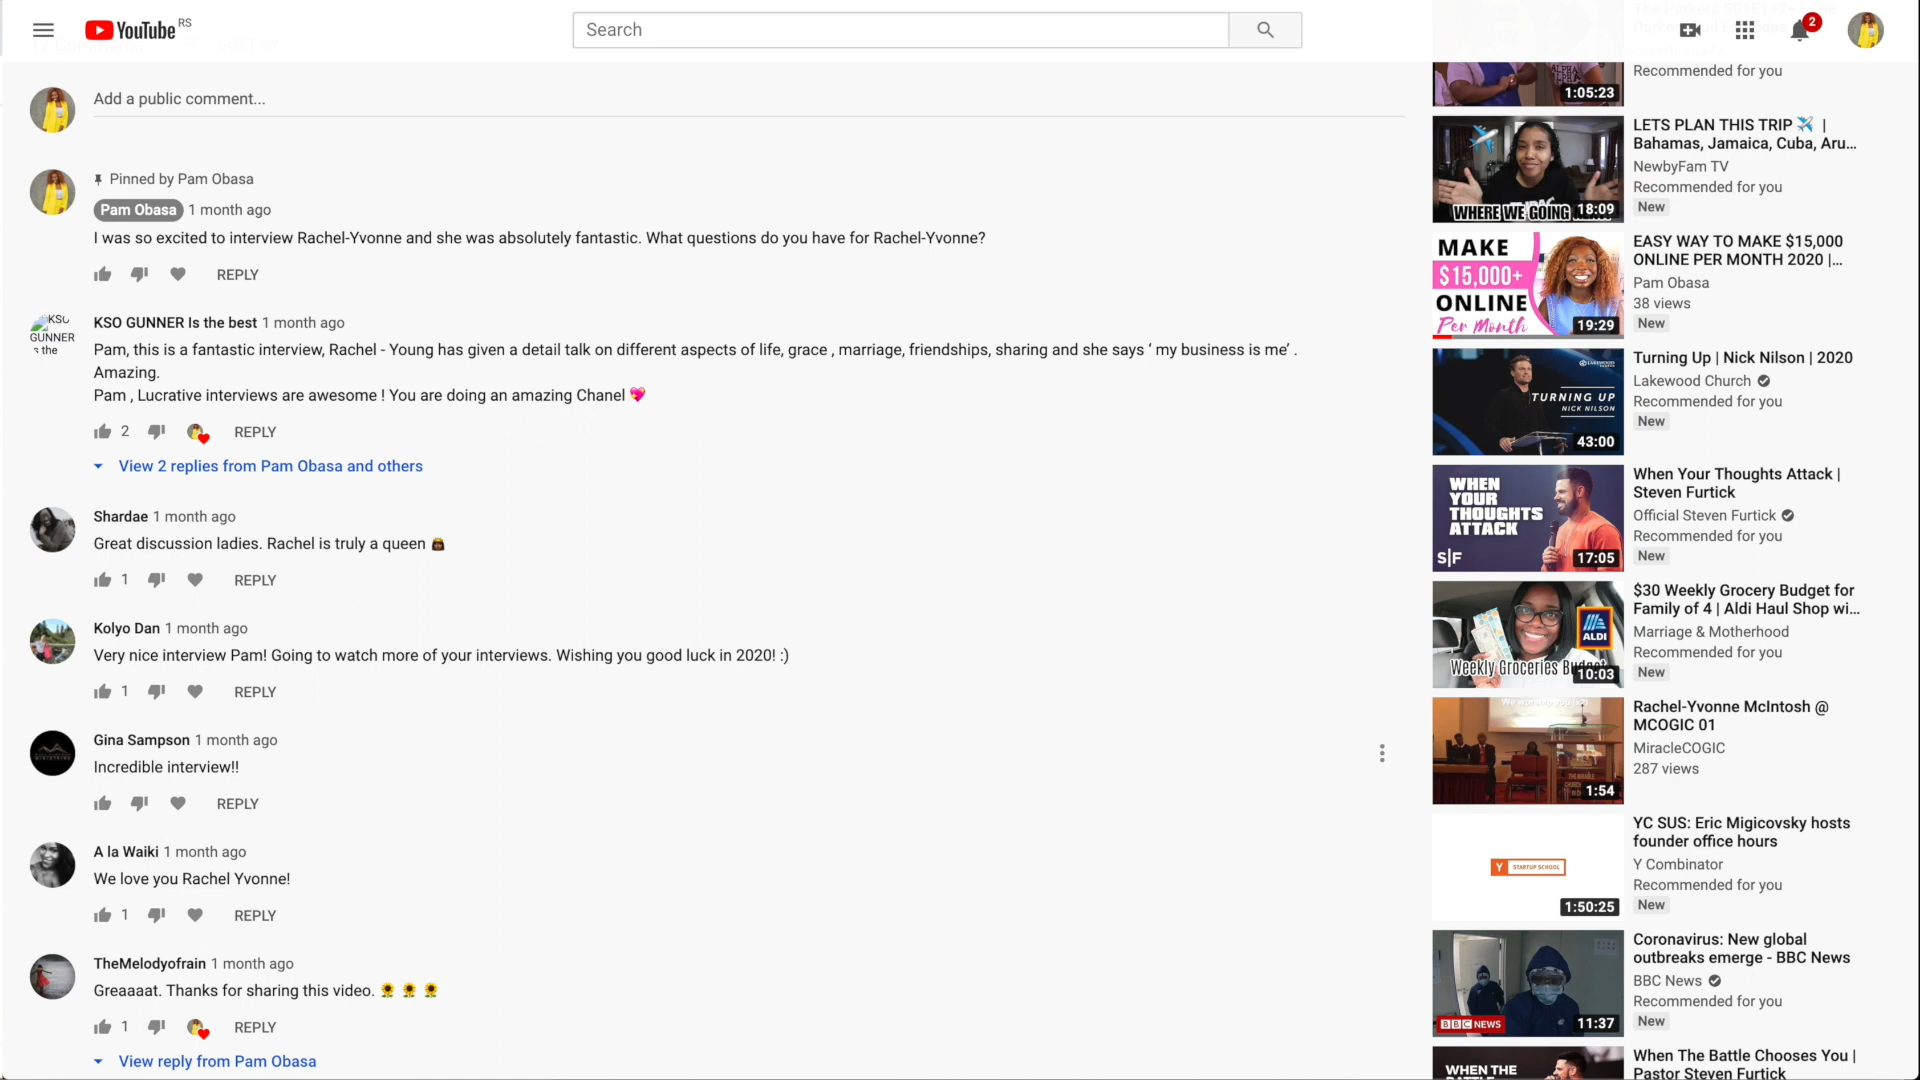 YouTube RS
Search
2
Add a public comment...
Pinned by Pam Obasa
Pam Obasa 1 month ago
I was so excited to interview Rachel-Yvonne and she was absolutely fantastic. What questions do you have for Rachel-Yvonne?
REPLY
KSO GUNNER Is the
KSO GUNNER Is the best 1 month ago
Pam, this is a fantastic interview, Rachel - Young has given a detail talk on different aspects of life, grace , marriage, friendships, sharing and she says ‘ my business is me’ .
Amazing.
Pam , Lucrative interviews are awesome ! You are doing an amazing Chanel 💖
2 REPLY
View 2 replies from Pam Obasa and others
Shardae 1 month ago
Great discussion ladies. Rachel is truly a queen 👸🏿
1 REPLY
Kolyo Dan 1 month ago
Very nice interview Pam! Going to watch more of your interviews. Wishing you good luck in 2020! :)
1 REPLY
Gina Sampson 1 month ago
Incredible interview!!
REPLY
A la Waiki 1 month ago
We love you Rachel Yvonne!
1 REPLY
TheMelodyofrain 1 month ago
Greaaaat. Thanks for sharing this video. 🌻 🌻 🌻
1 REPLY
View reply from Pam Obasa
1:05:23
Recommended for you
WHERE WE GOING
18:09
LETS PLAN THIS TRIP ✈️ |
Bahamas, Jamaica, Cuba, Aru...
NewbyFam TV
Recommended for you
New
MAKE
$15,000+
ONLINE
Per Month
19:29
EASY WAY TO MAKE $15,000
ONLINE PER MONTH 2020 |...
Pam Obasa
38 views
New
LAKEWOOD
TURNING UP
NICK NILSON
43:00
Turning Up | Nick Nilson | 2020
Lakewood Church
Recommended for you
New
WHEN
YOUR
THOUGHTS
ATTACK
S|F
17:05
When Your Thoughts Attack |
Steven Furtick
Official Steven Furtick
Recommended for you
New
ALDI
Weekly Groceries Budget
10:03
$30 Weekly Grocery Budget for
Family of 4 | Aldi Haul Shop wi...
Marriage & Motherhood
Recommended for you
New
We worship you
THE MIRACLE
CHURCH
1:54
Rachel-Yvonne McIntosh @
MCOGIC 01
MiracleCOGIC
287 views
Y STARTUP SCHOOL
1:50:25
YC SUS: Eric Migicovsky hosts
founder office hours
Y Combinator
Recommended for you
New
BBC NEWS
11:37
Coronavirus: New global
outbreaks emerge - BBC News
BBC News
Recommended for you
New
WHEN THE
BATTLE
When The Battle Chooses You |
Pastor Steven Furtick